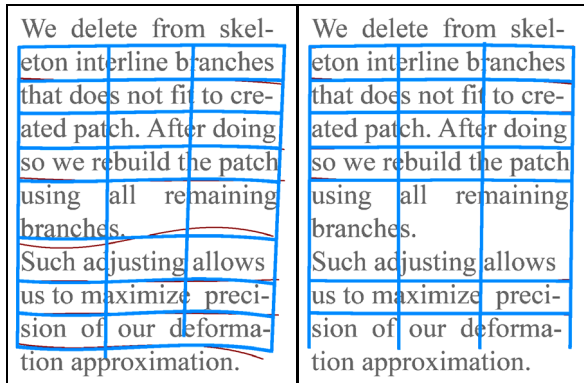 We delete from skel-
eton interline branches
that does not fit to cre-
ated patch. After doing
so we rebuild the patch
using all remaining
branches.
Such adjusting allows
us to maximize preci-
sion of our deforma-
tion approximation.
We delete from skel-
eton interline branches
that does not fit to cre-
ated patch. After doing
so we rebuild the patch
using all remaining
branches.
Such adjusting allows
us to maximize preci-
sion of our deforma-
tion approximation.